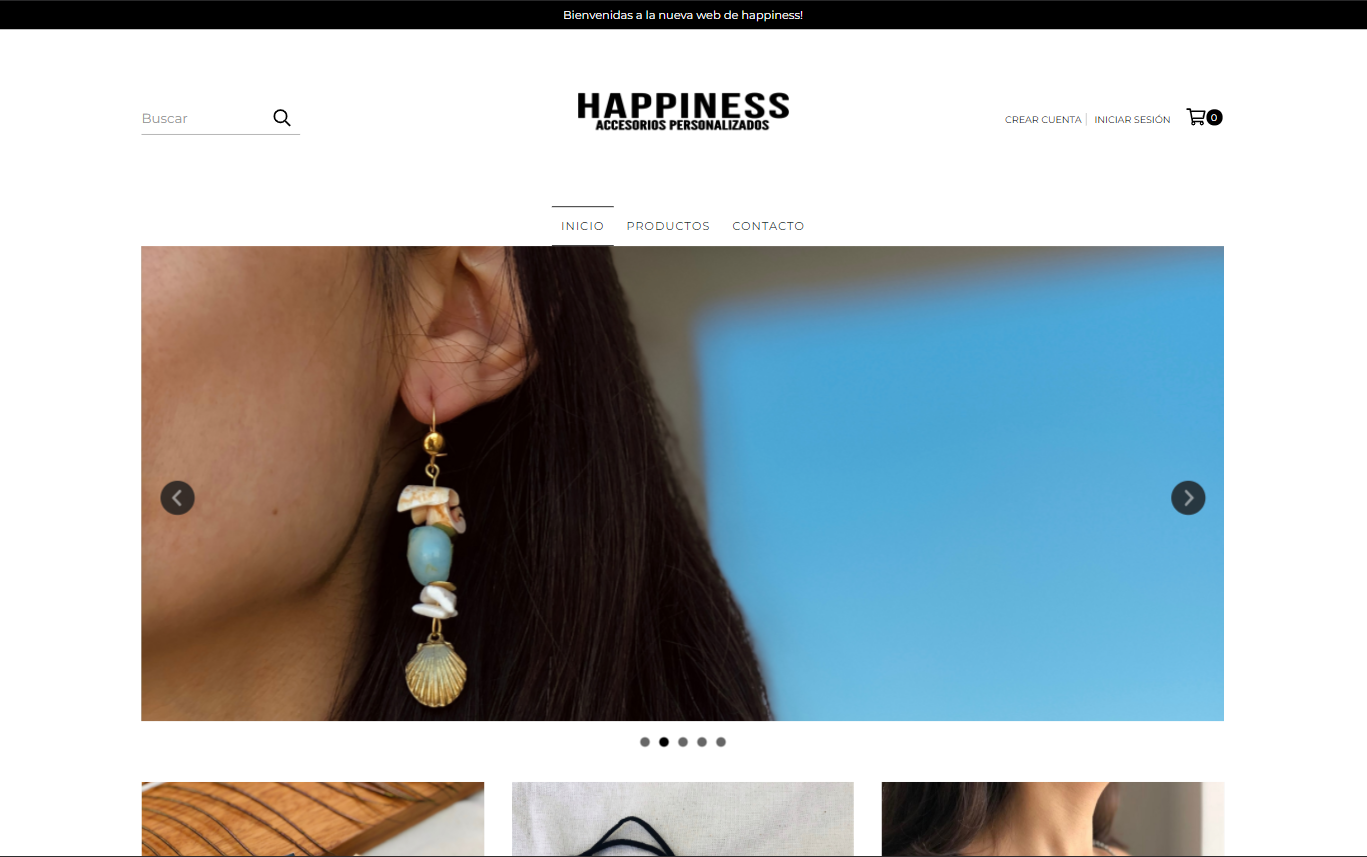 Bienvenidas a la nueva web de happiness!
Buscar
HAPPINESS
ACCESORIOS PERSONALIZADOS
CREAR CUENTA | INICIAR SESIÓN
0
INICIO PRODUCTOS CONTACTO